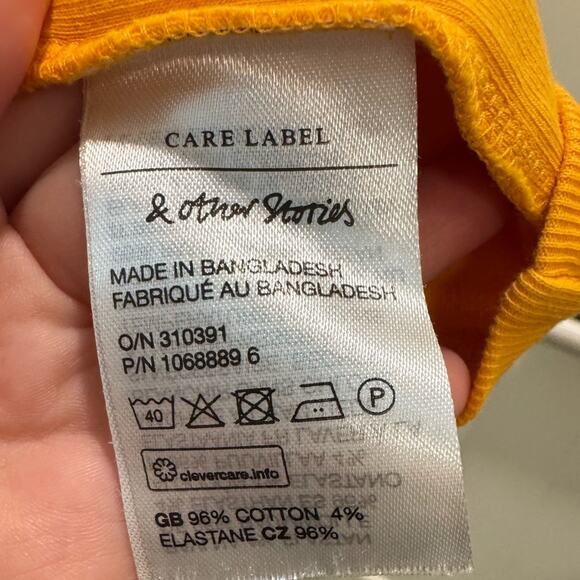 CARE LABEL
& other Stories
MADE IN BANGLADESH
FABRIQUÉ AU BANGLADESH
O/N 310391
P/N 1068889 6
40 P
clevercare.info
GB 96% COTTON 4%
ELASTANE CZ 96%